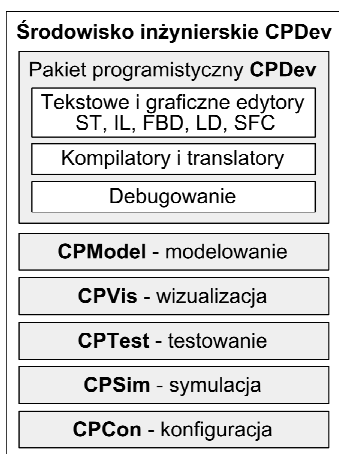 Środowisko inżynierskie CPDev
Pakiet programistyczny CPDev
Tekstowe i graficzne edytory
ST, IL, FBD, LD, SFC
Kompilatory i translatory
Debugowanie
CPModel - modelowanie
CPVis - wizualizacja
CPTest - testowanie
CPSim - symulacja
CPCon - konfiguracja